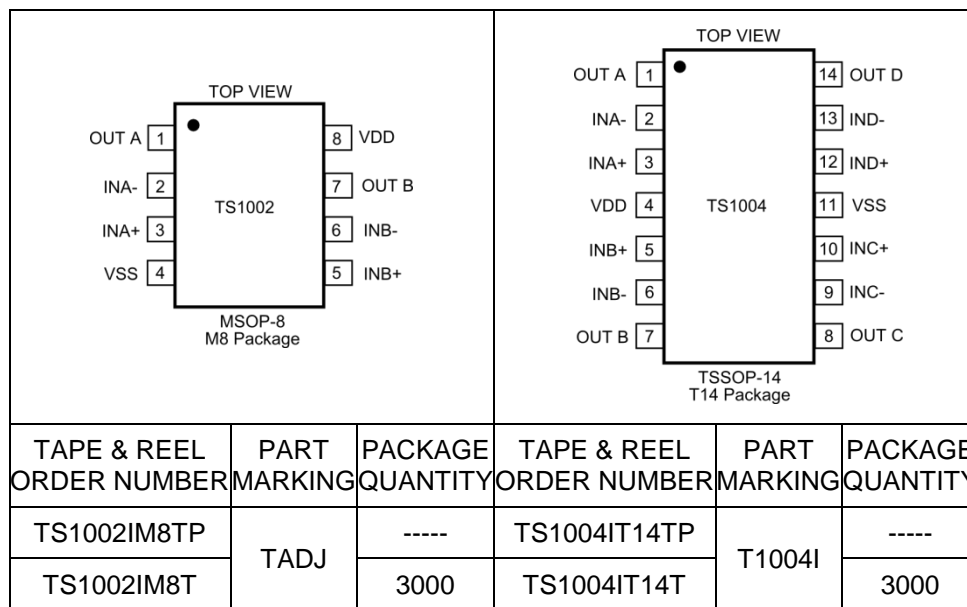 TOP VIEW
OUT A 1
8 VDD
INA- 2
7 OUT B
TS1002
INA+ 3
6 INB-
VSS 4
5 INB+
MSOP-8
M8 Package
TOP VIEW
OUT A 1
14 OUT D
INA- 2
13 IND-
INA+ 3
12 IND+
VDD 4
TS1004
11 VSS
INB+ 5
10 INC+
INB- 6
9 INC-
OUT B 7
8 OUT C
TSSOP-14
T14 Package
TAPE & REEL ORDER NUMBER
PART MARKING
PACKAGE QUANTITY
TAPE & REEL ORDER NUMBER
PART MARKING
PACKAGE QUANTITY
TS1002IM8TP
TADJ
-----
TS1004IT14TP
T1004I
-----
TS1002IM8T
3000
TS1004IT14T
3000